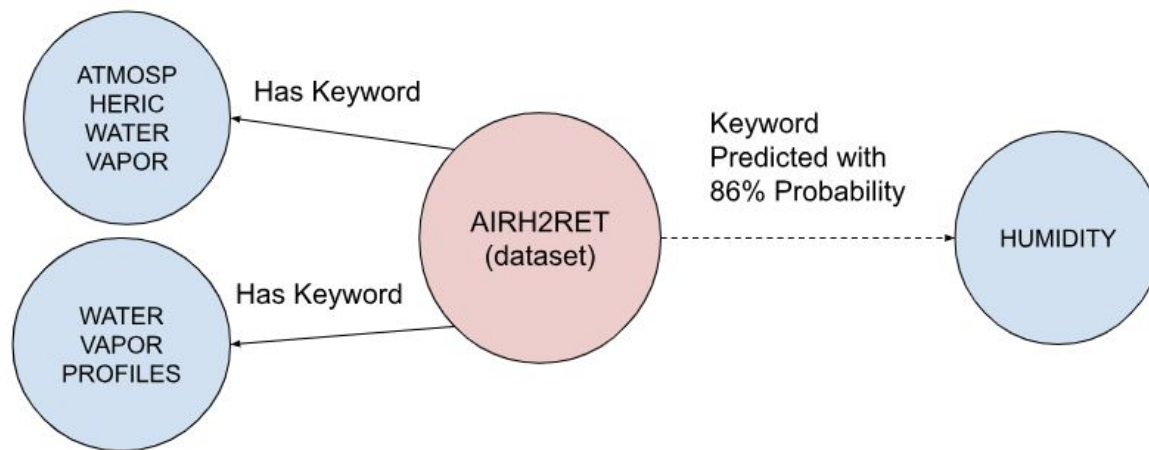 ATMOSP
HERIC
WATER
VAPOR
Has Keyword
WATER
VAPOR
PROFILES
Has Keyword
AIRH2RET
(dataset)
Keyword
Predicted with
86% Probability
HUMIDITY